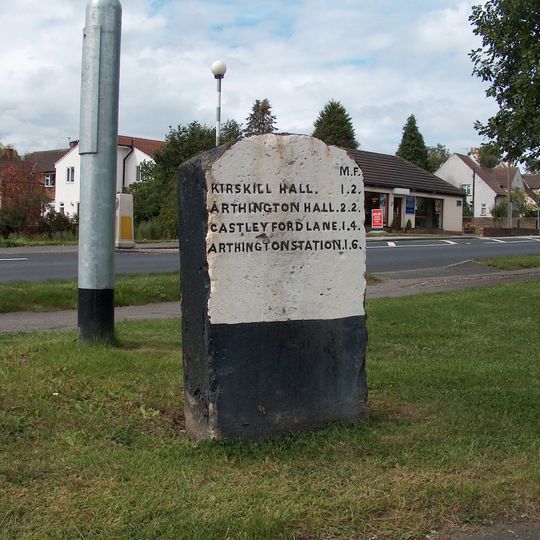 M.F.
KIRSKILL HALL. 1.2.
ARTHINGTON HALL. 2.2.
CASTLEY FORD LANE. 1.4.
ARTHINGTON STATION. 1.6.